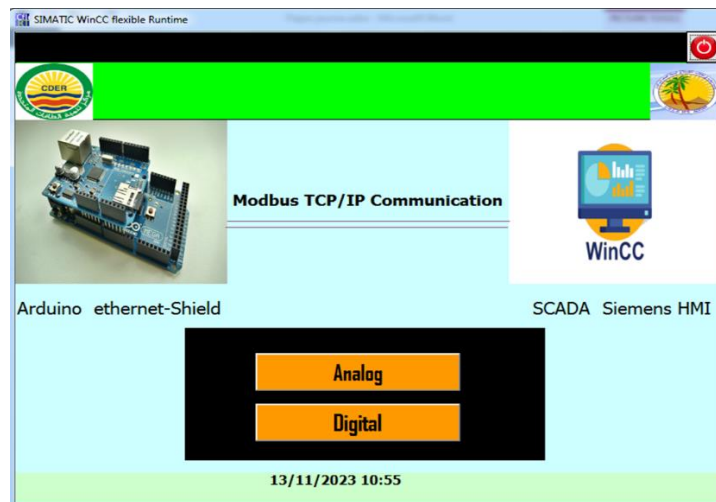 SIMATIC WinCC flexible Runtime
CDER
Modbus TCP/IP Communication
WinCC
Arduino ethernet-Shield
SCADA Siemens HMI
Analog
Digital
13/11/2023 10:55